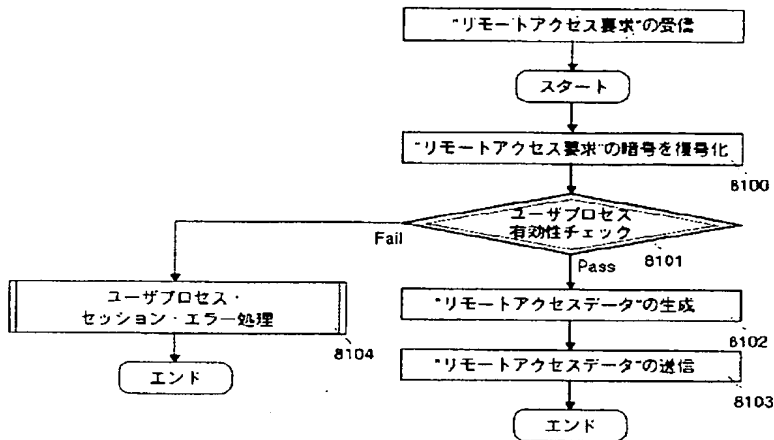 "リモートアクセス要求"の受信
スタート
"リモートアクセス要求"の暗号を復号化
8100
ユーザプロセス
有効性チェック
8101
Fail
Pass
ユーザプロセス・
セッション・エラー処理
8104
エンド
"リモートアクセスデータ"の生成
8102
"リモートアクセスデータ"の送信
8103
エンド